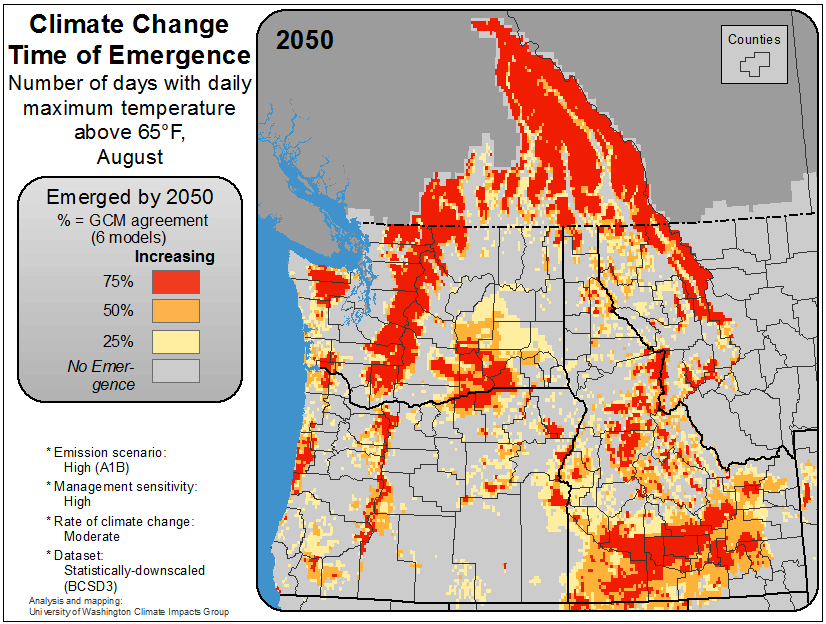 Climate Change
Time of Emergence
Number of days with daily
maximum temperature
above 65°F,
August
Emerged by 2050
% = GCM agreement
(6 models)
Increasing
75%
50%
25%
No Emer-
gence
* Emission scenario:
High (A1B)
* Management sensitivity:
High
* Rate of climate change:
Moderate
* Dataset:
Statistically-downscaled
(BCSD3)
Analysis and mapping:
University of Washington Climate Impacts Group
2050
Counties